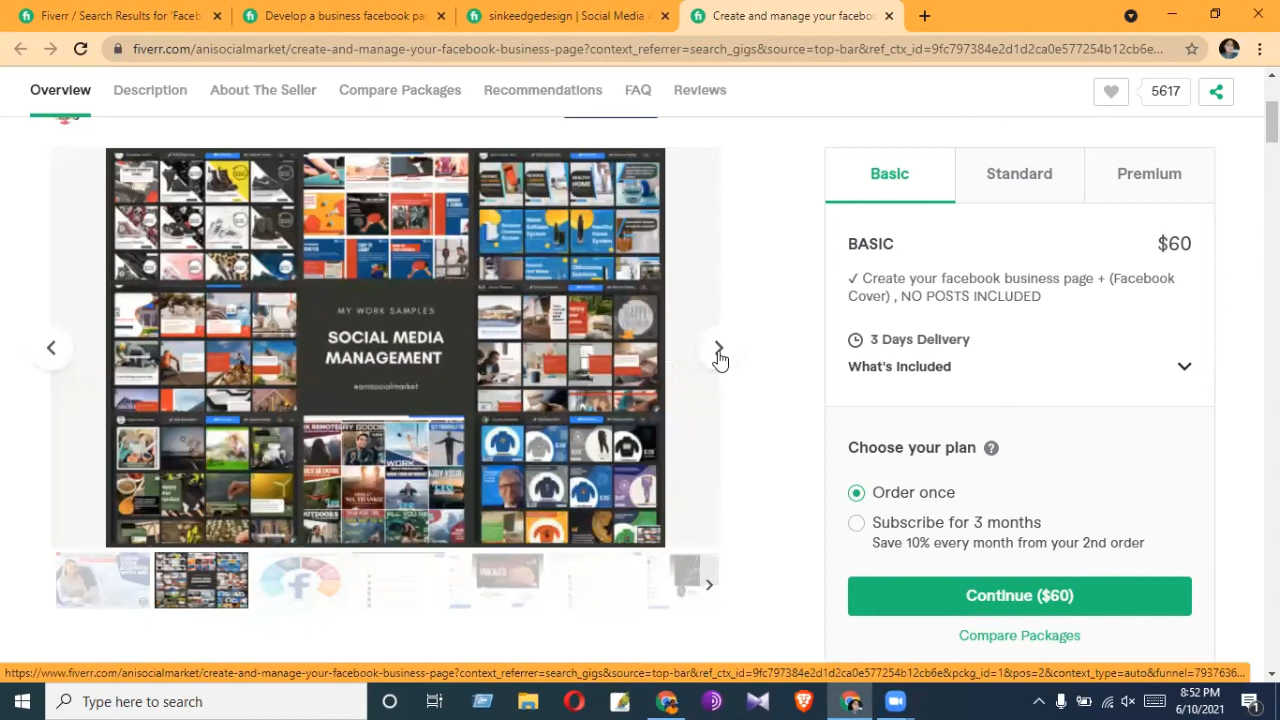 Fiverr / Search Results for 'Faceb
Develop a business facebook pa
sinkeedgedesign | Social Media
Create and manage your facebo
fiverr.com/anisocialmarket/create-and-manage-your-facebook-business-page?context_referrer=search_gigs&source=top-bar&ref_ctx_id=9fc797384e2d1d2ca0e577254b12cb6e...
Overview
Description
About The Seller
Compare Packages
Recommendations
FAQ
Reviews
5617
MY WORK SAMPLES
SOCIAL MEDIA
MANAGEMENT
@anisocialmarket
Basic
Standard
Premium
BASIC
$60
✓ Create your facebook business page + (Facebook
Cover) , NO POSTS INCLUDED
3 Days Delivery
What's Included
Choose your plan
Order once
Subscribe for 3 months
Save 10% every month from your 2nd order
Continue ($60)
Compare Packages
https://www.fiverr.com/anisocialmarket/create-and-manage-your-facebook-business-page?context_referrer=search_gigs&source=top-bar&ref_ctx_id=9fc797384e2d1d2ca0e577254b12cb6e&pckg_id=1&pos=2&context_type=auto&funnel=7937636...
Type here to search
6:52 PM
6/10/2021